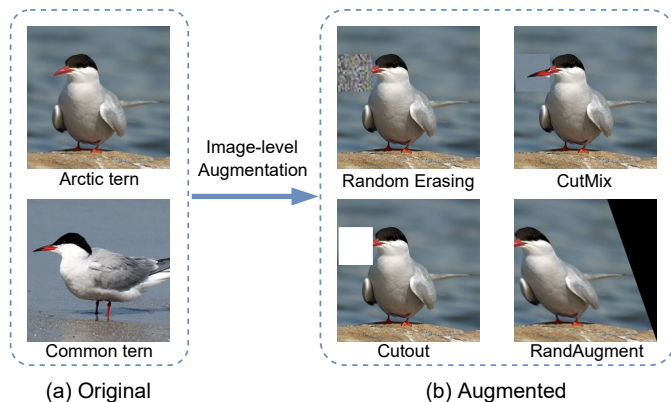 Arctic tern
Common tern
(a) Original
Image-level
Augmentation
Random Erasing
CutMix
Cutout
RandAugment
(b) Augmented